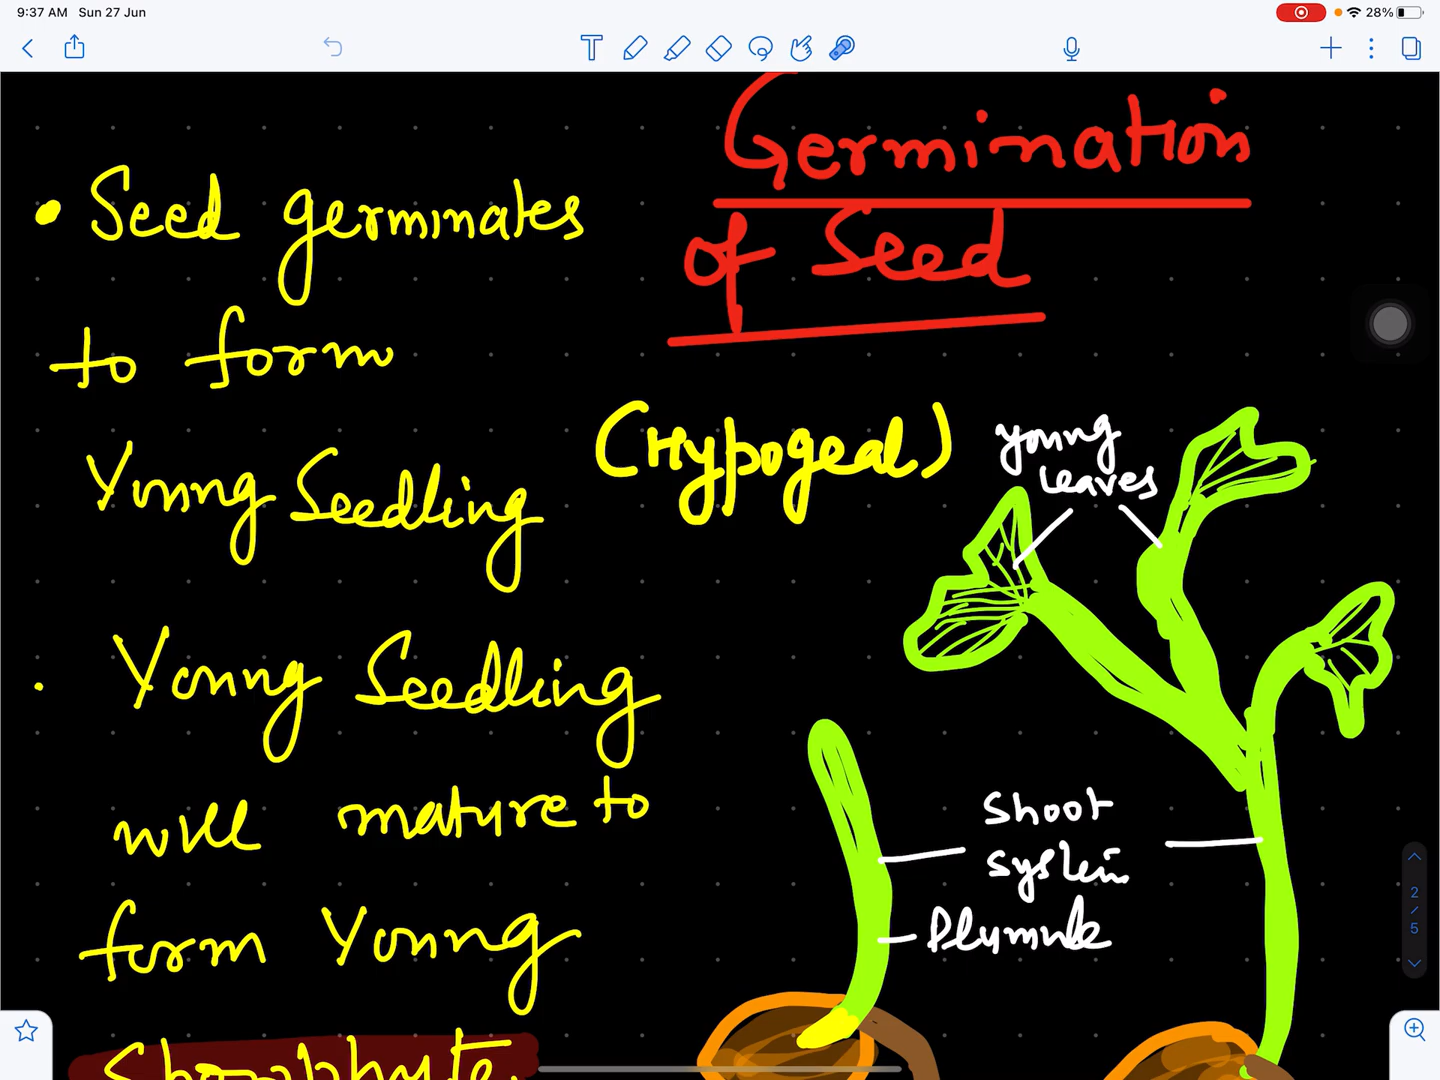 9:37 AM Sun 27 Jun
28%
Germination
of Seed
• Seed germinates
to form
Young Seedling
(Hypogeal)
young
leaves
. Young Seedling
will mature to
form Young
Sporophyte.
Shoot
system
Plumule
2
/
5